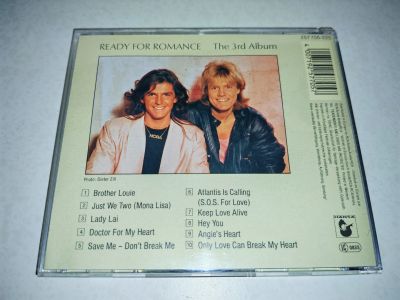 READY FOR ROMANCE The 3rd Album
NORA
Photo: Dieter Zill
1 Brother Louie
2 Just We Two (Mona Lisa)
3 Lady Lai
4 Doctor For My Heart
5 Save Me – Don't Break Me
6 Atlantis Is Calling
(S.O.S. For Love)
7 Keep Love Alive
8 Hey You
9 Angie's Heart
10 Only Love Can Break My Heart
HANSA